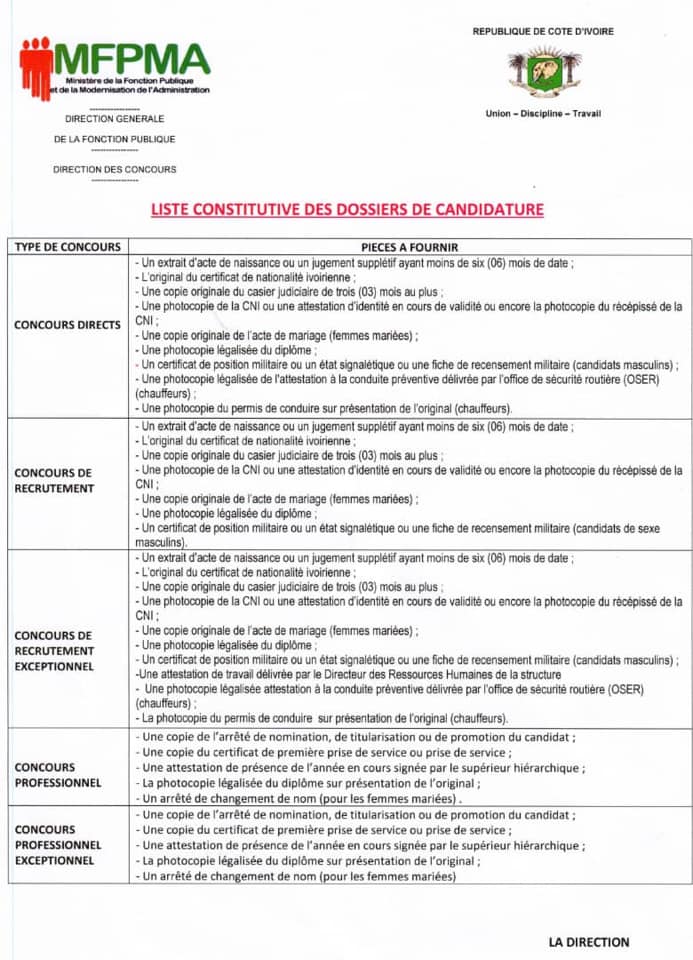 MFPMA
Ministère de la Fonction Publique
et de la Modernisation de l'Administration
----------------
DIRECTION GENERALE
DE LA FONCTION PUBLIQUE
---------------
DIRECTION DES CONCOURS
---------------
REPUBLIQUE DE COTE D'IVOIRE
Union – Discipline – Travail
LISTE CONSTITUTIVE DES DOSSIERS DE CANDIDATURE
TYPE DE CONCOURS
PIECES A FOURNIR
CONCOURS DIRECTS
- Un extrait d'acte de naissance ou un jugement supplétif ayant moins de six (06) mois de date ;
- L'original du certificat de nationalité ivoirienne ;
- Une copie originale du casier judiciaire de trois (03) mois au plus ;
- Une photocopie de la CNI ou une attestation d'identité en cours de validité ou encore la photocopie du récépissé de la
CNI ;
- Une copie originale de l'acte de mariage (femmes mariées) ;
- Une photocopie légalisée du diplôme ;
- Un certificat de position militaire ou un état signalétique ou une fiche de recensement militaire (candidats masculins) ;
- Une photocopie légalisée de l'attestation à la conduite préventive délivrée par l'office de sécurité routière (OSER)
(chauffeurs) ;
- Une photocopie du permis de conduire sur présentation de l'original (chauffeurs).
CONCOURS DE
RECRUTEMENT
- Un extrait d'acte de naissance ou un jugement supplétif ayant moins de six (06) mois de date ;
- L'original du certificat de nationalité ivoirienne ;
- Une copie originale du casier judiciaire de trois (03) mois au plus ;
- Une photocopie de la CNI ou une attestation d'identité en cours de validité ou encore la photocopie du récépissé de la
CNI ;
- Une copie originale de l'acte de mariage (femmes mariées) ;
- Une photocopie légalisée du diplôme ;
- Un certificat de position militaire ou un état signalétique ou une fiche de recensement militaire (candidats de sexe
masculins).
CONCOURS DE
RECRUTEMENT
EXCEPTIONNEL
- Un extrait d'acte de naissance ou un jugement supplétif ayant moins de six (06) mois de date ;
- L'original du certificat de nationalité ivoirienne ;
- Une copie originale du casier judiciaire de trois (03) mois au plus ;
- Une photocopie de la CNI ou une attestation d'identité en cours de validité ou encore la photocopie du récépissé de la
CNI ;
- Une copie originale de l'acte de mariage (femmes mariées) ;
- Une photocopie légalisée du diplôme ;
- Un certificat de position militaire ou un état signalétique ou une fiche de recensement militaire (candidats masculins) ;
-Une attestation de travail délivrée par le Directeur des Ressources Humaines de la structure
- Une photocopie légalisée attestation à la conduite préventive délivrée par l'office de sécurité routière (OSER)
(chauffeurs) ;
- La photocopie du permis de conduire sur présentation de l'original (chauffeurs).
CONCOURS
PROFESSIONNEL
- Une copie de l'arrêté de nomination, de titularisation ou de promotion du candidat ;
- Une copie du certificat de première prise de service ou prise de service ;
- Une attestation de présence de l'année en cours signée par le supérieur hiérarchique ;
- La photocopie légalisée du diplôme sur présentation de l'original ;
- Un arrêté de changement de nom (pour les femmes mariées) .
CONCOURS
PROFESSIONNEL
EXCEPTIONNEL
- Une copie de l'arrêté de nomination, de titularisation ou de promotion du candidat ;
- Une copie du certificat de première prise de service ou prise de service ;
- Une attestation de présence de l'année en cours signée par le supérieur hiérarchique ;
- La photocopie légalisée du diplôme sur présentation de l'original ;
- Un arrêté de changement de nom (pour les femmes mariées)
LA DIRECTION